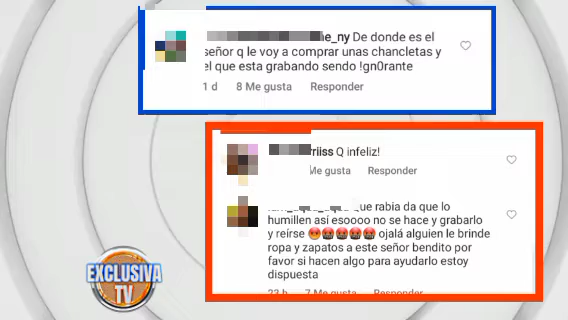 e_ny De donde es el
señor q le voy a comprar unas chancletas y
el que esta grabando sendo !gn0rante
1 d 8 Me gusta Responder
riiss Q infeliz!
Me gusta Responder
que rabia da que lo
humillen así esoooo no se hace y grabarlo
y reírse 😡🤬🤬🤬🤬 ojalá alguien le brinde
ropa y zapatos a este señor bendito por
favor si hacen algo para ayudarlo estoy
dispuesta
23 h 7 Me gusta Responder
EXCLUSIVA
TV